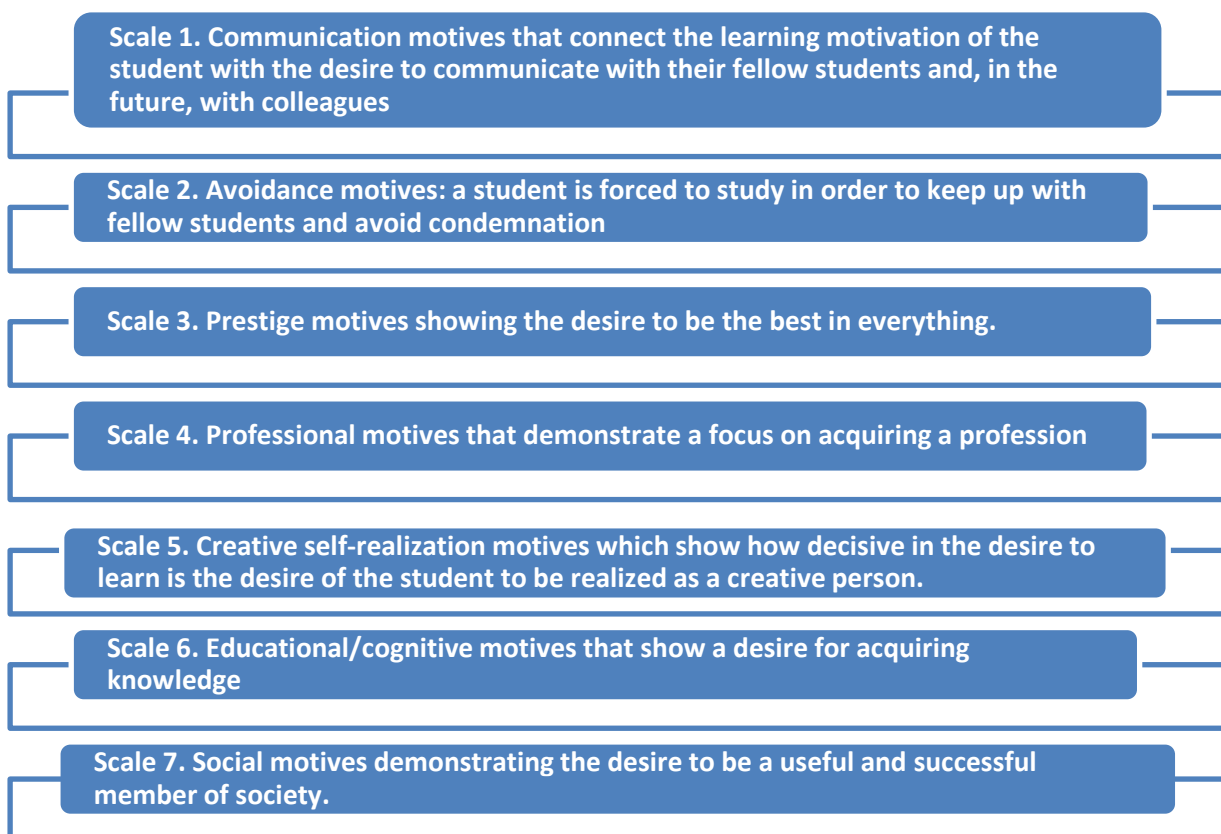 Scale 1. Communication motives that connect the learning motivation of the
student with the desire to communicate with their fellow students and, in the
future, with colleagues
Scale 2. Avoidance motives: a student is forced to study in order to keep up with
fellow students and avoid condemnation
Scale 3. Prestige motives showing the desire to be the best in everything.
Scale 4. Professional motives that demonstrate a focus on acquiring a profession
Scale 5. Creative self-realization motives which show how decisive in the desire to
learn is the desire of the student to be realized as a creative person.
Scale 6. Educational/cognitive motives that show a desire for acquiring
knowledge
Scale 7. Social motives demonstrating the desire to be a useful and successful
member of society.